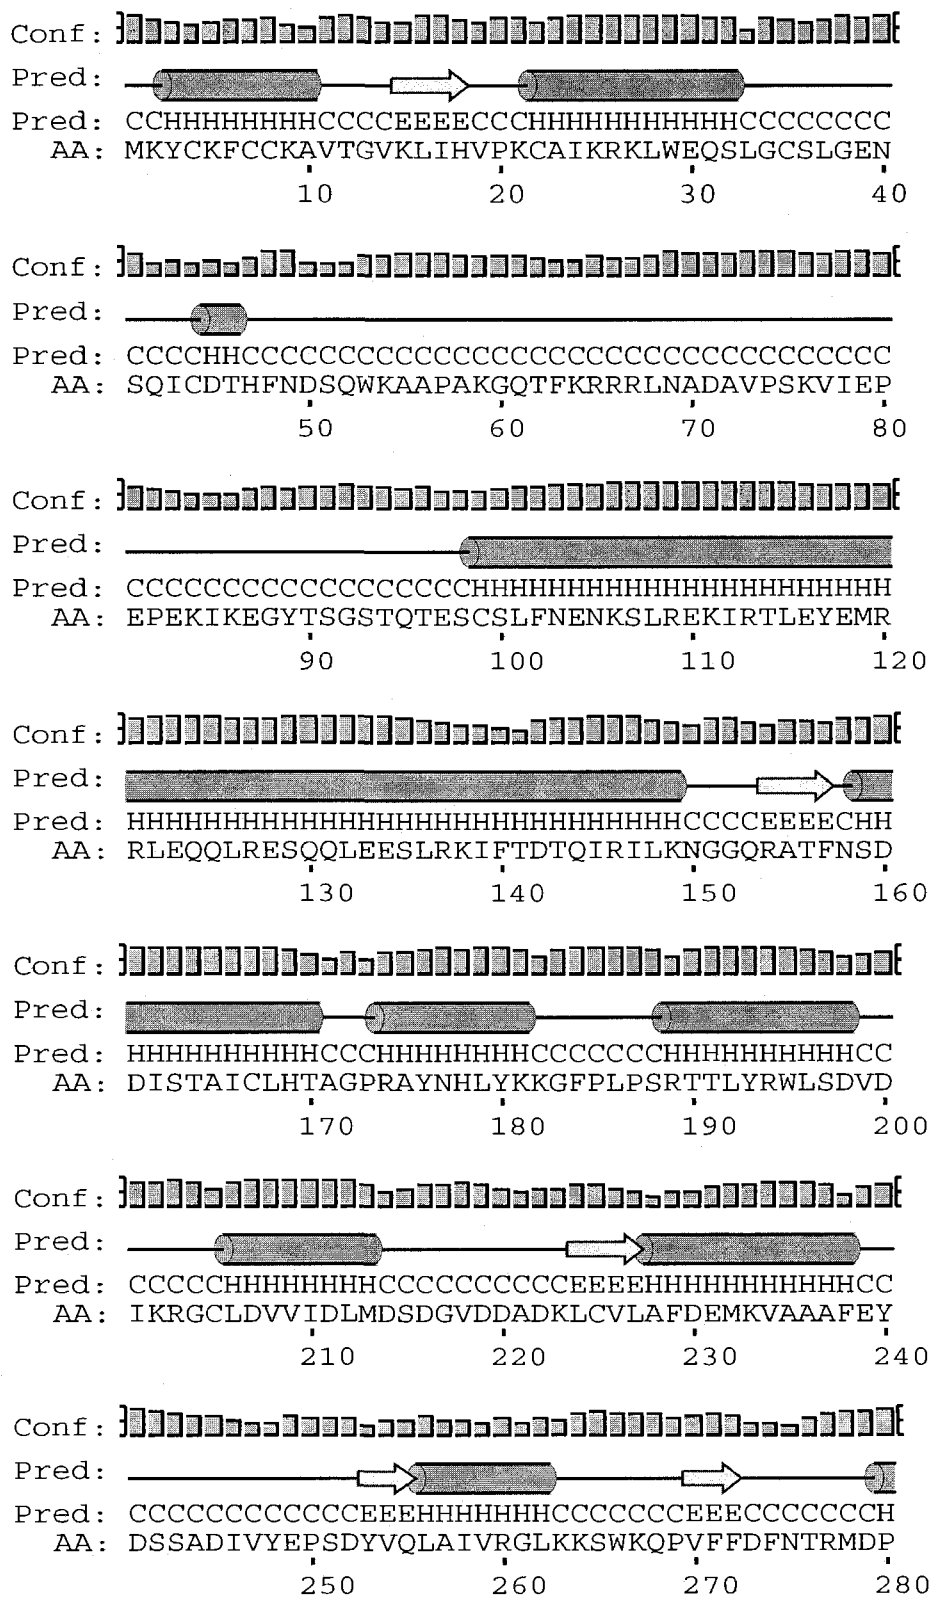 Conf:
Pred:
Pred: CCHHHHHHHHCCCCEEEECCCHHHHHHHHHHHCCCCCCCC
AA: MKYCKFCCKAVTGVKLIHVPKCAIKRKLWEQSLGCSLGEN
10 20 30 40
Conf:
Pred:
Pred: CCCCHHCCCCCCCCCCCCCCCCCCCCCCCCCCCCCCCCCC
AA: SQICDTHFNDSQWKAAPAKGQTFKRRRLNADAVPSKVIEP
50 60 70 80
Conf:
Pred:
Pred: CCCCCCCCCCCCCCCCCCHHHHHHHHHHHHHHHHHHHHHH
AA: EPEKIKEGYTSGSTQTESCSLFNENKSLREKIRTLEYEMR
90 100 110 120
Conf:
Pred:
Pred: HHHHHHHHHHHHHHHHHHHHHHHHHHHHHCCCCEEEECHH
AA: RLEQQLRESQQLEESLRKIFTDTQIRILKNGGQRATFNSD
130 140 150 160
Conf:
Pred:
Pred: HHHHHHHHHHCCCHHHHHHHHCCCCCCCHHHHHHHHHHCC
AA: DISTAICLHTAGPRAYNHLYKKGFPLPSRTTLYRWLSDVD
170 180 190 200
Conf:
Pred:
Pred: CCCCCHHHHHHHHCCCCCCCCCCEEEEHHHHHHHHHHHCC
AA: IKRGCLDVVIDLMDSDGVDDADKLCVLAFDEMKVAAAFEY
210 220 230 240
Conf:
Pred:
Pred: CCCCCCCCCCCCEEEHHHHHHHCCCCCCCEEECCCCCCCH
AA: DSSADIVYEPSDYVQLAIVRGLKKSWKQPVFFDFNTRMDP
250 260 270 280